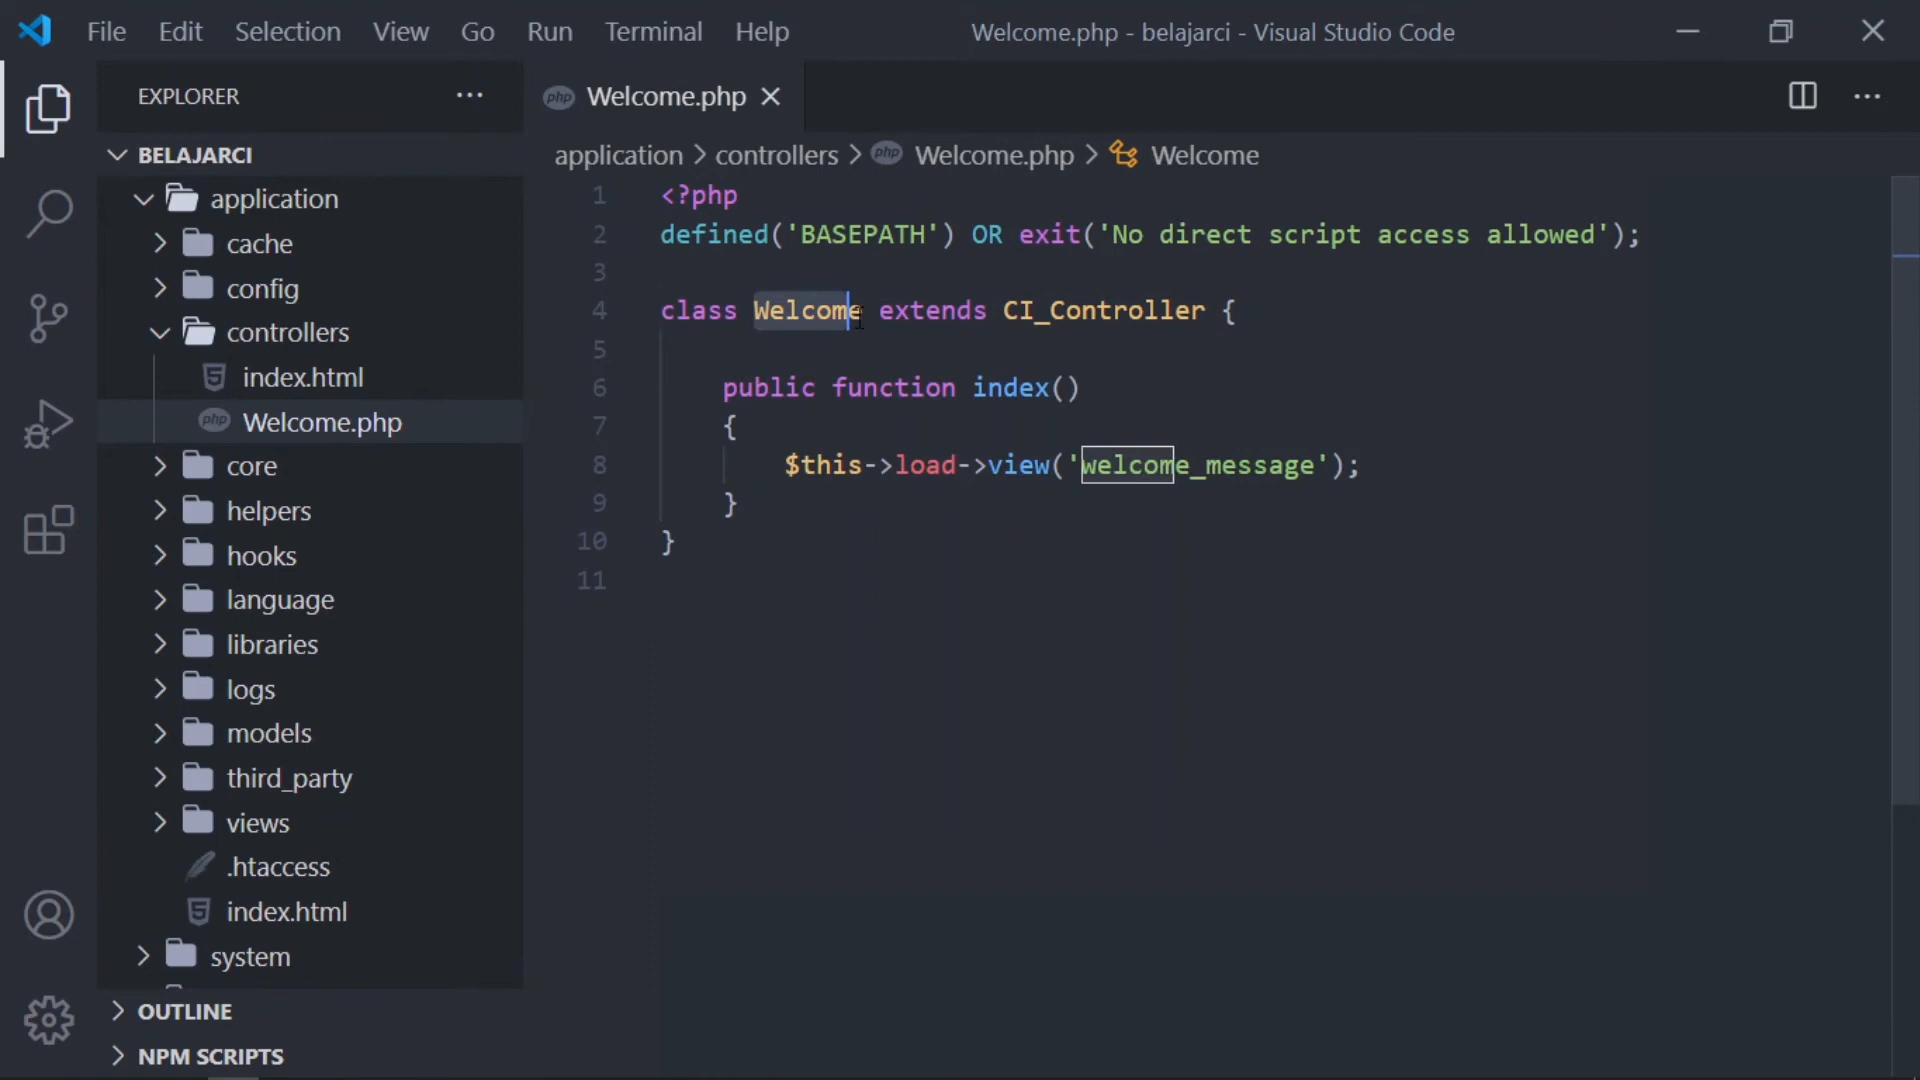 File Edit Selection View Go Run Terminal Help Welcome.php - belajarci - Visual Studio Code
EXPLORER
BELAJARCI
application
cache
config
controllers
index.html
php Welcome.php
core
helpers
hooks
language
libraries
logs
models
third_party
views
.htaccess
index.html
system
OUTLINE
NPM SCRIPTS
php Welcome.php
application > controllers > php Welcome.php > Welcome
1 <?php
2 defined('BASEPATH') OR exit('No direct script access allowed');
3
4 class Welcome extends CI_Controller {
5
6 public function index()
7 {
8 $this->load->view('welcome_message');
9 }
10 }
11